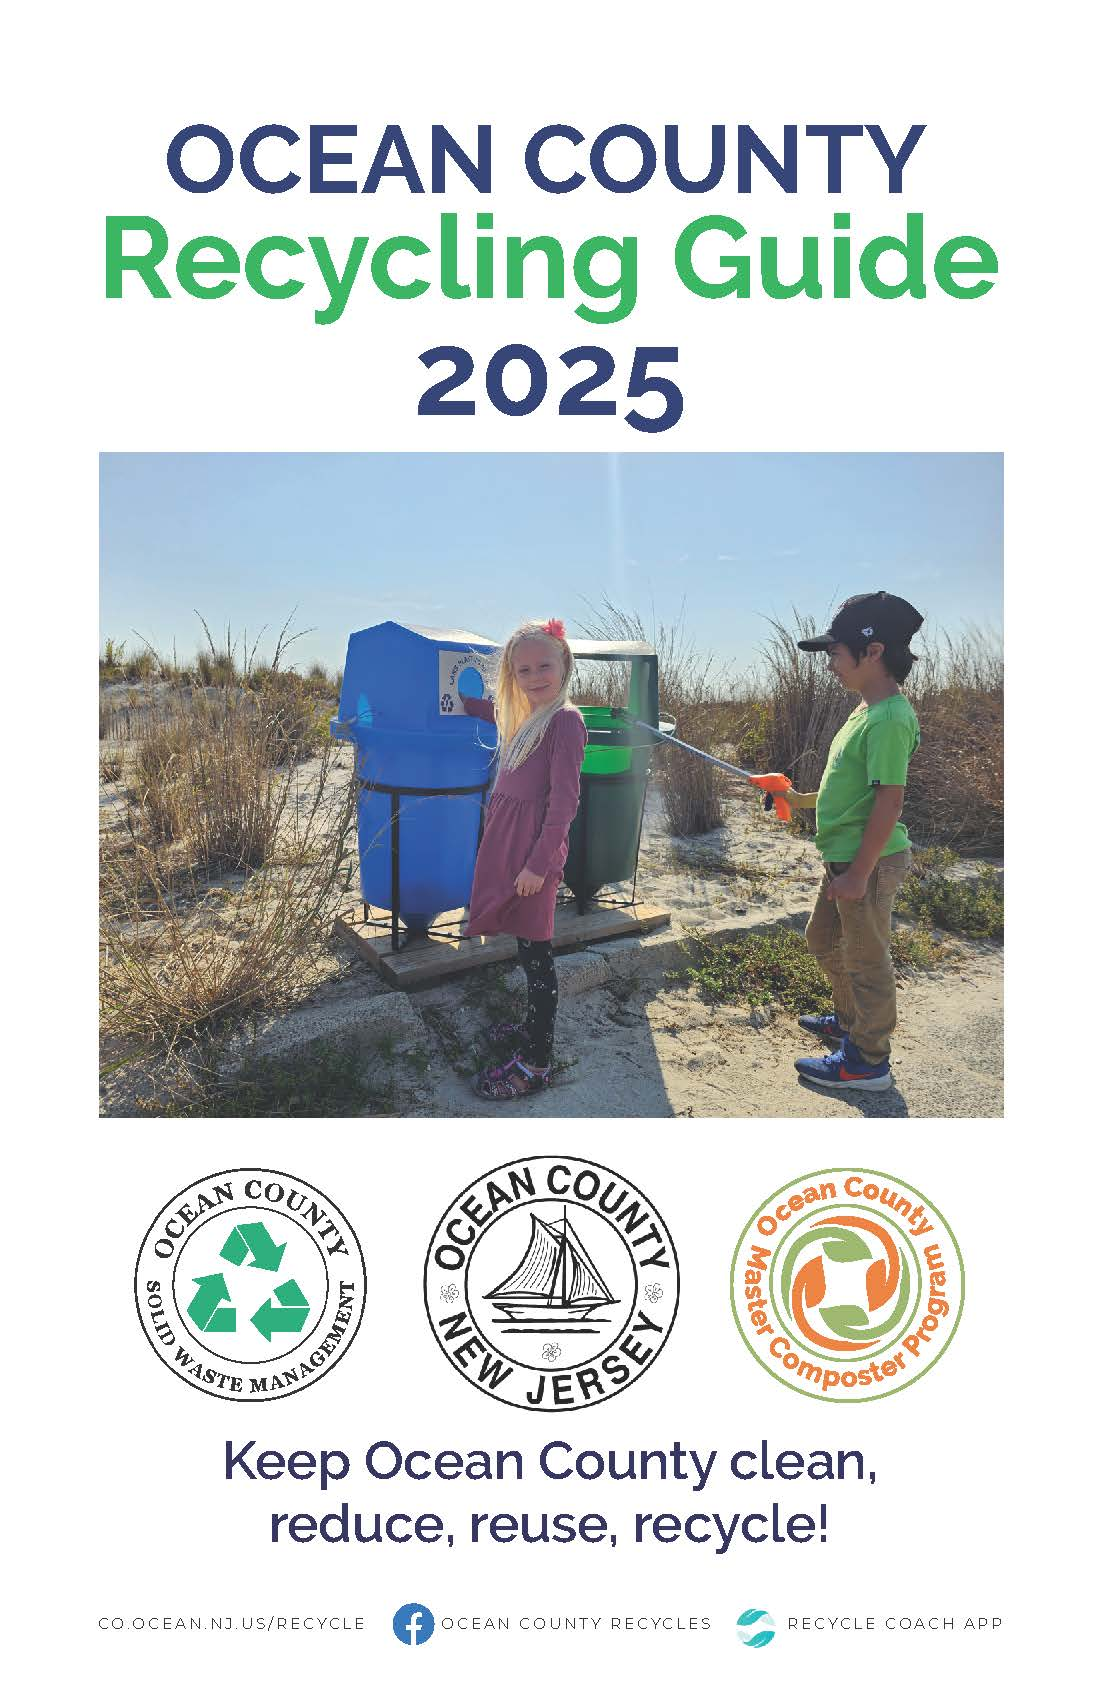 OCEAN COUNTY
Recycling Guide
2025
OCEAN COUNTY
SOLID WASTE MANAGEMENT
OCEAN COUNTY
NEW JERSEY
Ocean County
Master Composter Program
Keep Ocean County clean,
reduce, reuse, recycle!
CO.OCEAN.NJ.US/RECYCLE
OCEAN COUNTY RECYCLES
RECYCLE COACH APP